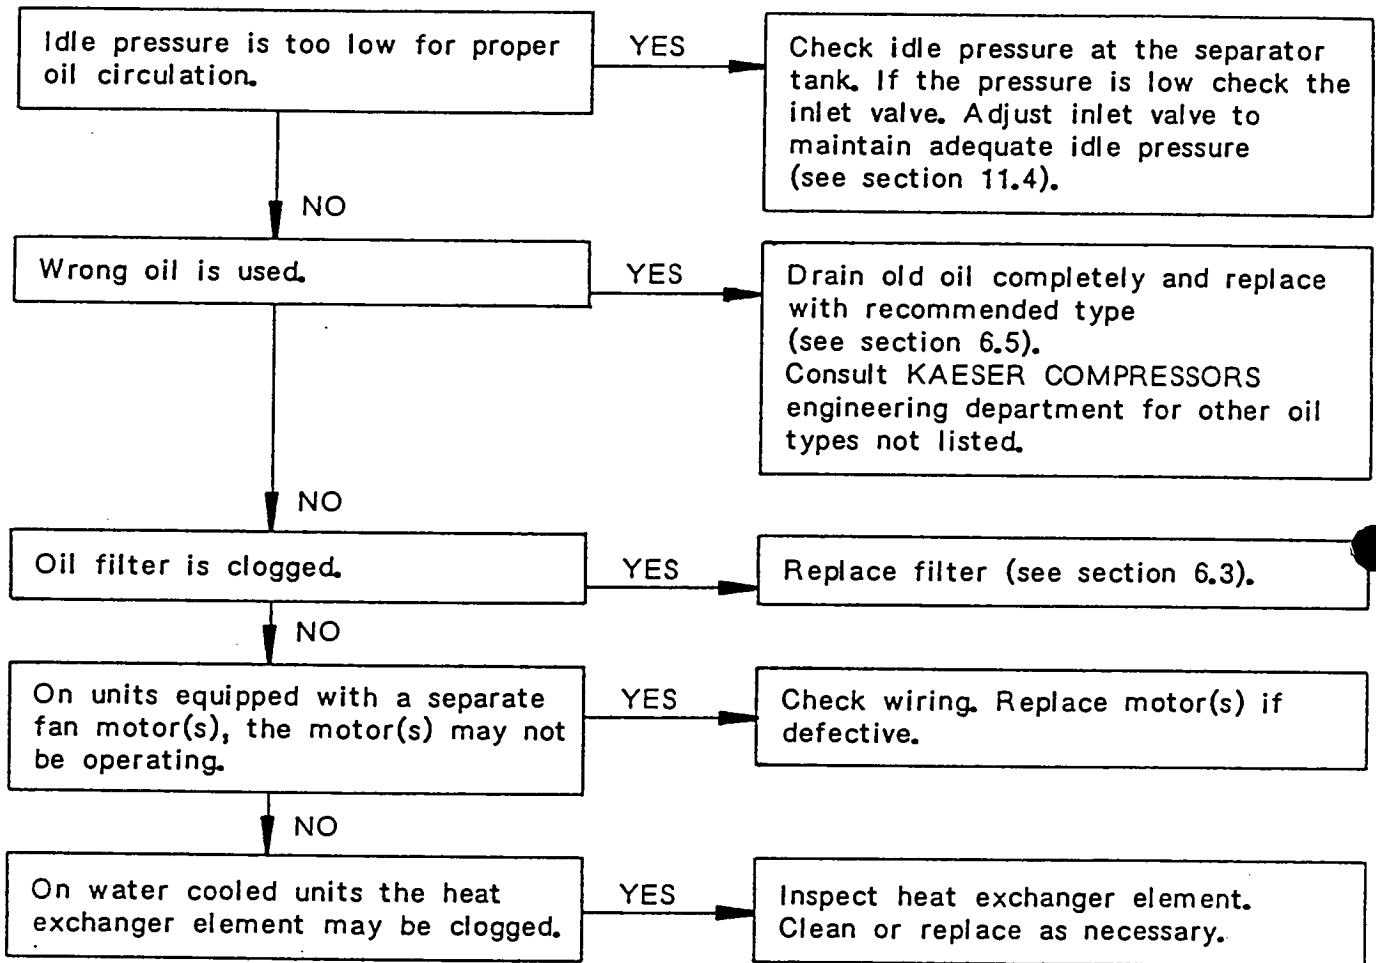 Idle pressure is too low for proper
oil circulation.
YES
Check idle pressure at the separator
tank. If the pressure is low check the
inlet valve. Adjust inlet valve to
maintain adequate idle pressure
(see section 11.4).
NO
Wrong oil is used.
YES
Drain old oil completely and replace
with recommended type
(see section 6.5).
Consult KAESER COMPRESSORS
engineering department for other oil
types not listed.
NO
Oil filter is clogged.
YES
Replace filter (see section 6.3).
NO
On units equipped with a separate
fan motor(s), the motor(s) may not
be operating.
YES
Check wiring. Replace motor(s) if
defective.
NO
On water cooled units the heat
exchanger element may be clogged.
YES
Inspect heat exchanger element.
Clean or replace as necessary.